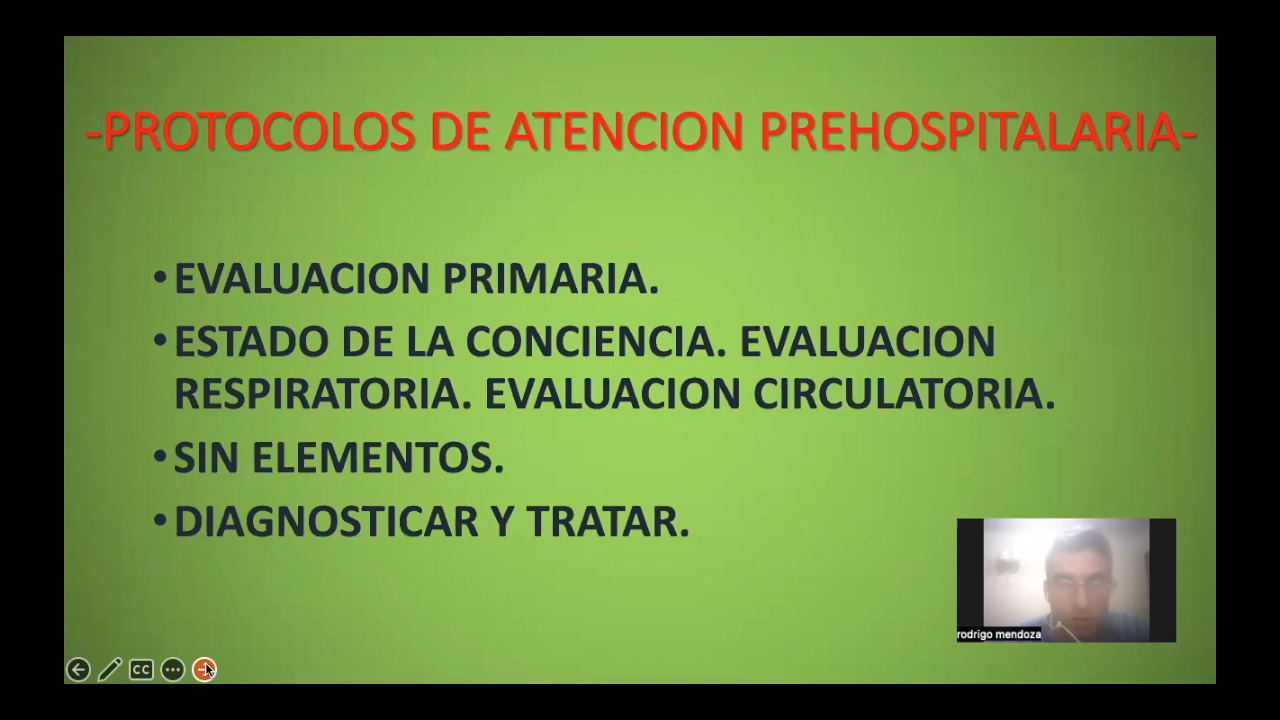 -PROTOCOLOS DE ATENCION PREHOSPITALARIA-
•EVALUACION PRIMARIA.
•ESTADO DE LA CONCIENCIA. EVALUACION
RESPIRATORIA. EVALUACION CIRCULATORIA.
•SIN ELEMENTOS.
•DIAGNOSTICAR Y TRATAR.
rodrigo mendoza
CC